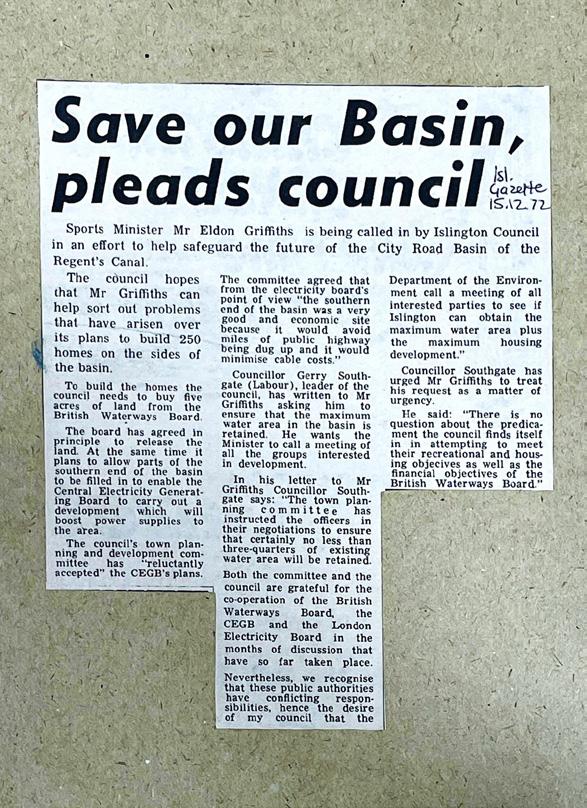 Save our Basin,
pleads council
Isl.
Gazette
15.12.72
Sports Minister Mr Eldon Griffiths is being called in by Islington Council
in an effort to help safeguard the future of the City Road Basin of the
Regent's Canal.
The council hopes
that Mr Griffiths can
help sort out problems
that have arisen over
its plans to build 250
homes on the sides of
the basin.
To build the homes the
council needs to buy five
acres of land from the
British Waterways Board.
The board has agreed in
principle to release the
land. At the same time it
plans to allow parts of the
southern end of the basin
to be filled in to enable the
Central Electricity Generat-
ing Board to carry out a
development which will
boost power supplies to
the area.
The council's town plan-
ning and development com-
mittee has "reluctantly
accepted" the CEGB's plans.
The committee agreed that
from the electricity board's
point of view "the southern
end of the basin was a very
good and economic site
because it would avoid
miles of public highway
being dug up and it would
minimise cable costs."
Councillor Gerry South-
gate (Labour), leader of the
council, has written to Mr
Griffiths asking him to
ensure that the maximum
water area in the basin is
retained. He wants the
Minister to call a meeting of
all the groups interested
in development.
In his letter to Mr
Griffiths Councillor South-
gate says: "The town plan-
ning committee has
instructed the officers in
their negotiations to ensure
that certainly no less than
three-quarters of existing
water area will be retained.
Both the committee and the
council are grateful for the
co-operation of the British
Waterways Board, the
CEGB and the London
Electricity Board in the
months of discussion that
have so far taken place.
Nevertheless, we recognise
that these public authorities
have conflicting respon-
sibilities, hence the desire
of my council that the
Department of the Environ-
ment call a meeting of all
interested parties to see if
Islington can obtain the
maximum water area plus
the maximum housing
development."
Councillor Southgate has
urged Mr Griffiths to treat
his request as a matter of
urgency.
He said: "There is no
question about the predica-
ment the council finds itself
in in attempting to meet
their recreational and hous-
ing objecives as well as the
financial objectives of the
British Waterways Board."